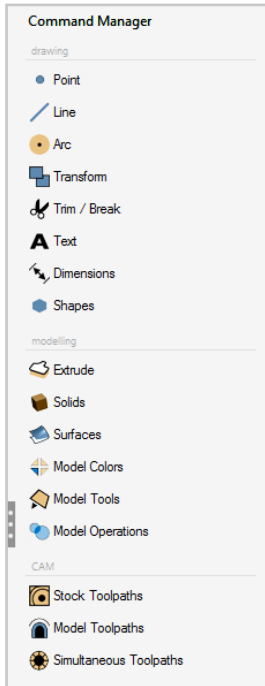 Command Manager
drawing
Point
Line
Arc
Transform
Trim / Break
Text
Dimensions
Shapes
modelling
Extrude
Solids
Surfaces
Model Colors
Model Tools
Model Operations
CAM
Stock Toolpaths
Model Toolpaths
Simultaneous Toolpaths